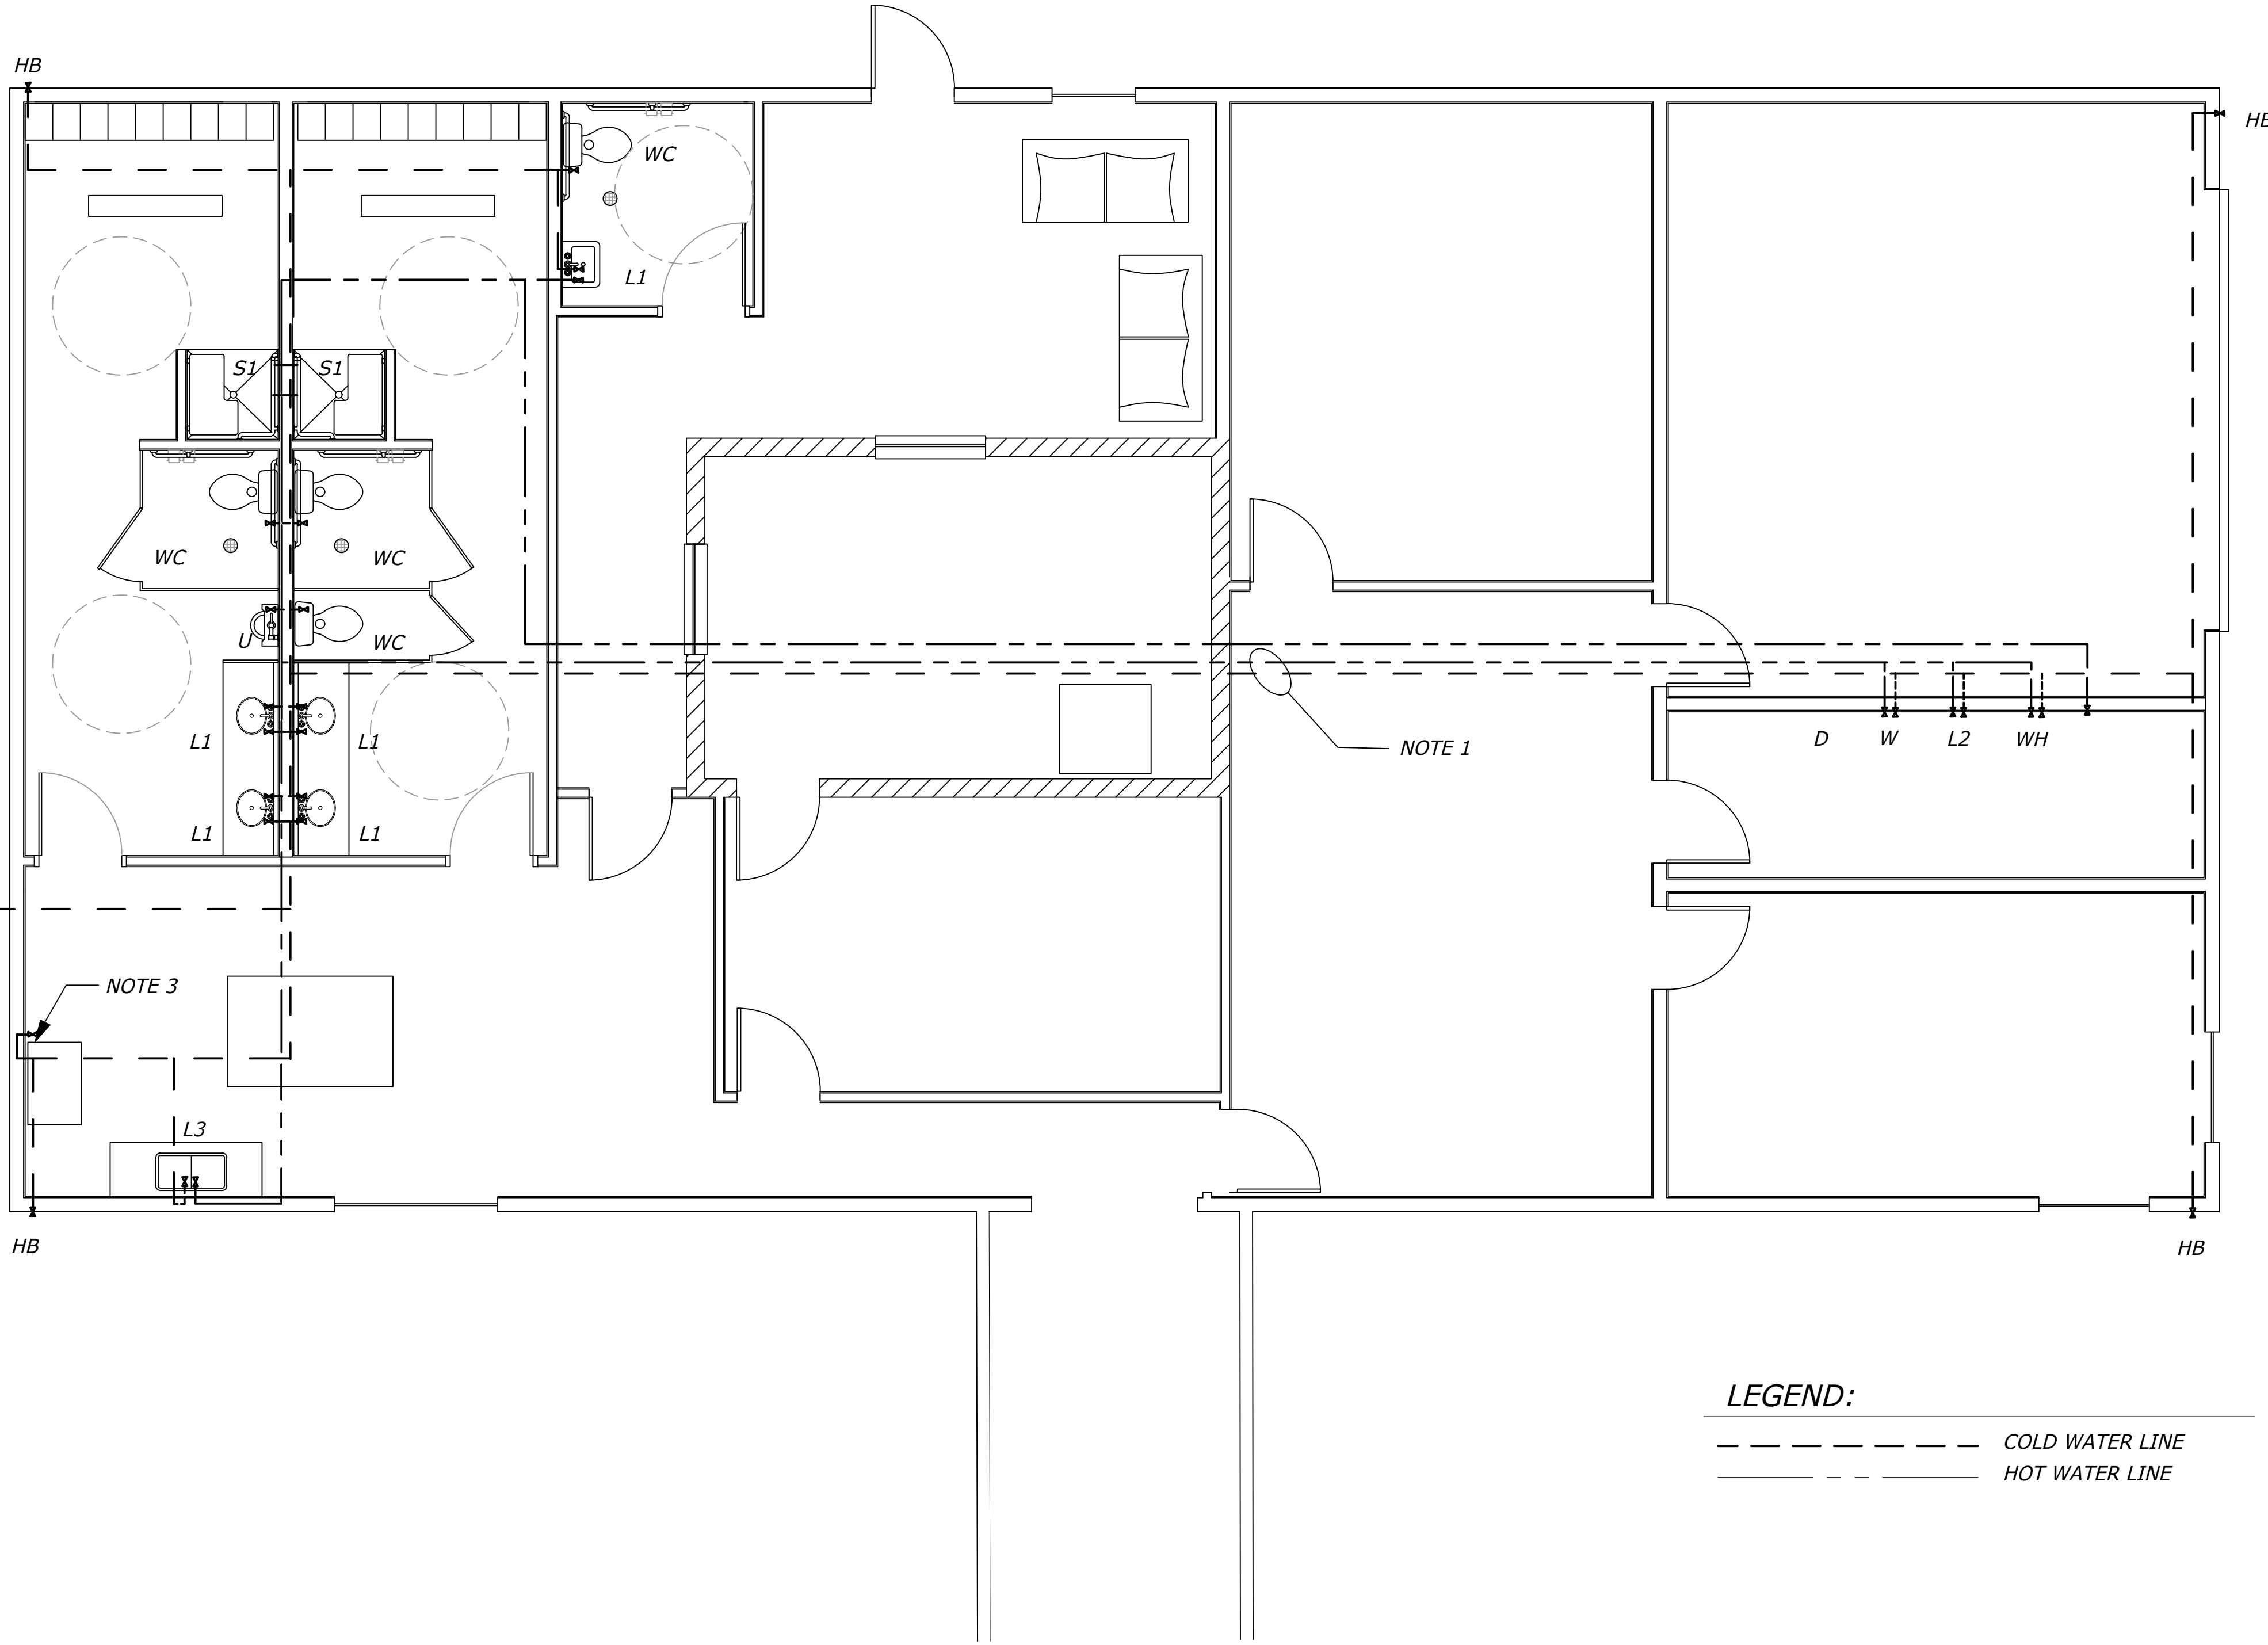 HB
HB
WC
L1
S1
S1
WC
WC
U
WC
L1
L1
L1
L1
NOTE 1
D
W
L2
WH
NOTE 3
L3
HB
HB
LEGEND:
COLD WATER LINE
HOT WATER LINE